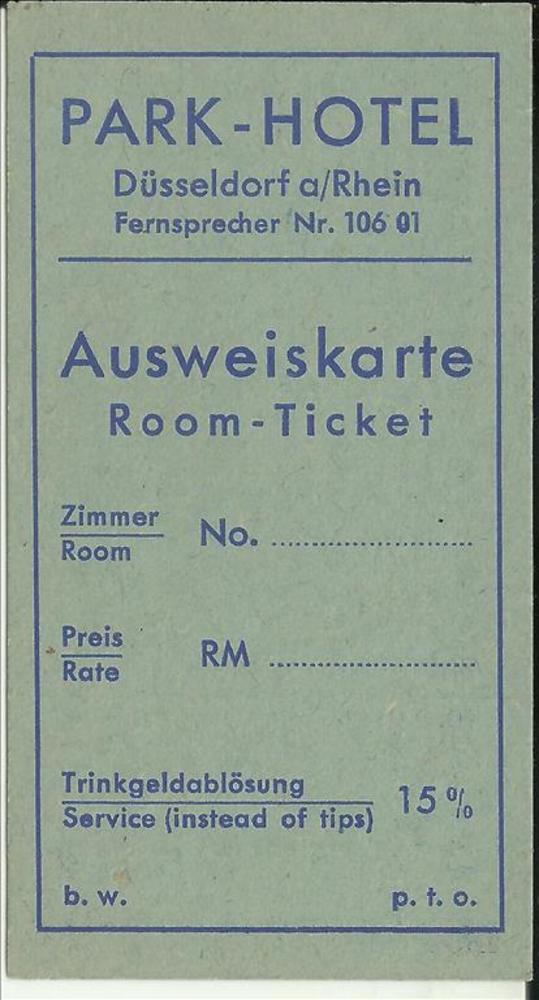 PARK-HOTEL
Düsseldorf a/Rhein
Fernsprecher Nr. 106 01
Ausweiskarte
Room-Ticket
Zimmer
Room
No. ........................
Preis
Rate
RM ........................
Trinkgeldablösung
Service (instead of tips)
15%
b. w.
p. t. o.